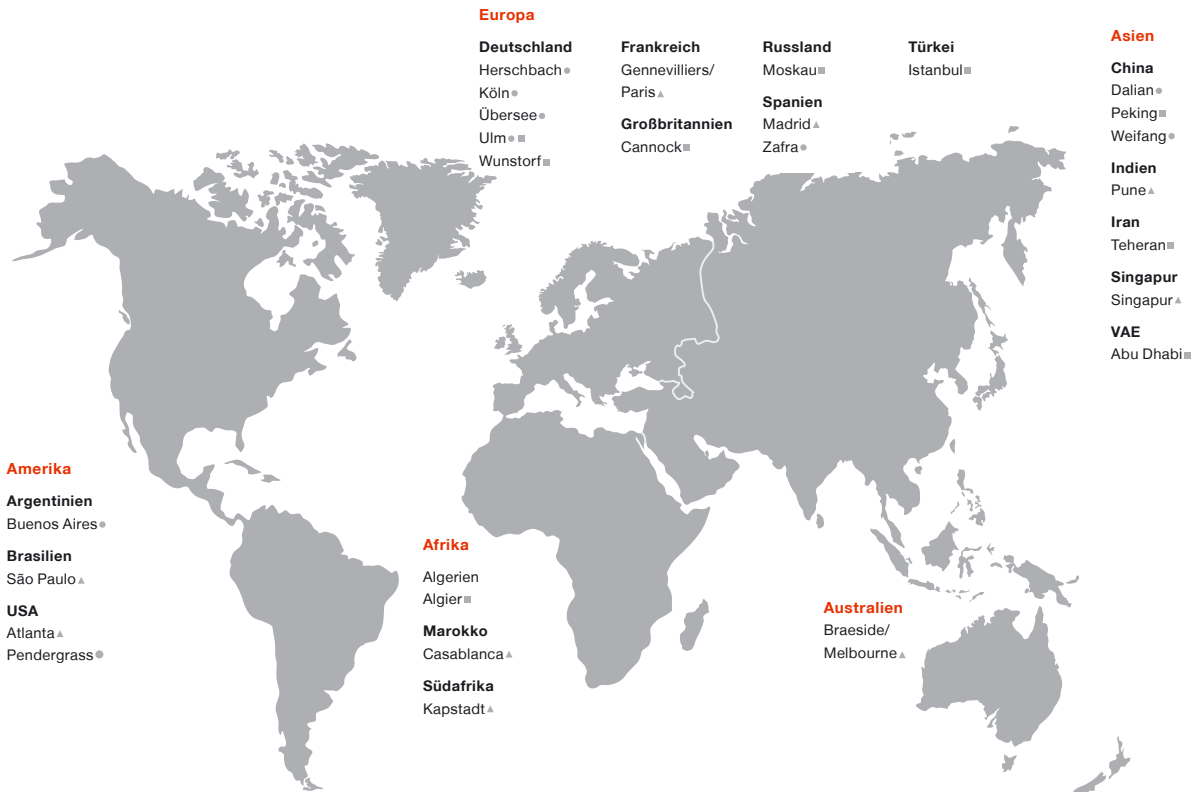 Europa
Deutschland
Herschbach●
Köln●
Übersee●
Ulm● ■
Wunstorf■
Frankreich
Gennevilliers/
Paris▲
Großbritannien
Cannock■
Russland
Moskau■
Spanien
Madrid▲
Zafra●
Türkei
Istanbul■
Asien
China
Dalian●
Peking■
Weifang●
Indien
Pune▲
Iran
Teheran■
Singapur
Singapur▲
VAE
Abu Dhabi■
Amerika
Argentinien
Buenos Aires●
Brasilien
São Paulo▲
USA
Atlanta▲
Pendergrass●
Afrika
Algerien
Algier■
Marokko
Casablanca▲
Südafrika
Kapstadt▲
Australien
Braeside/
Melbourne▲